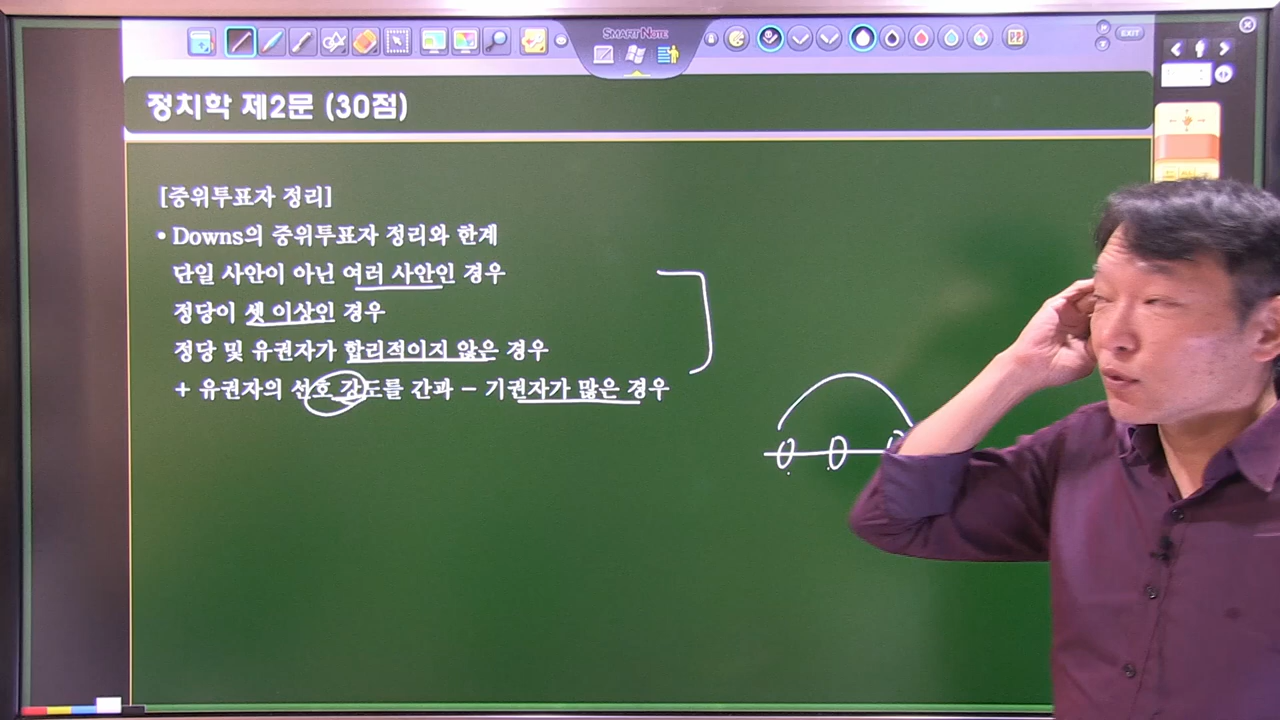 SMART NOTE
EXIT
정치학 제2문 (30점)
[중위투표자 정리]
• Downs의 중위투표자 정리와 한계
단일 사안이 아닌 여러 사안인 경우
정당이 셋 이상인 경우
정당 및 유권자가 합리적이지 않은 경우
+ 유권자의 선호 강도를 간과 – 기권자가 많은 경우